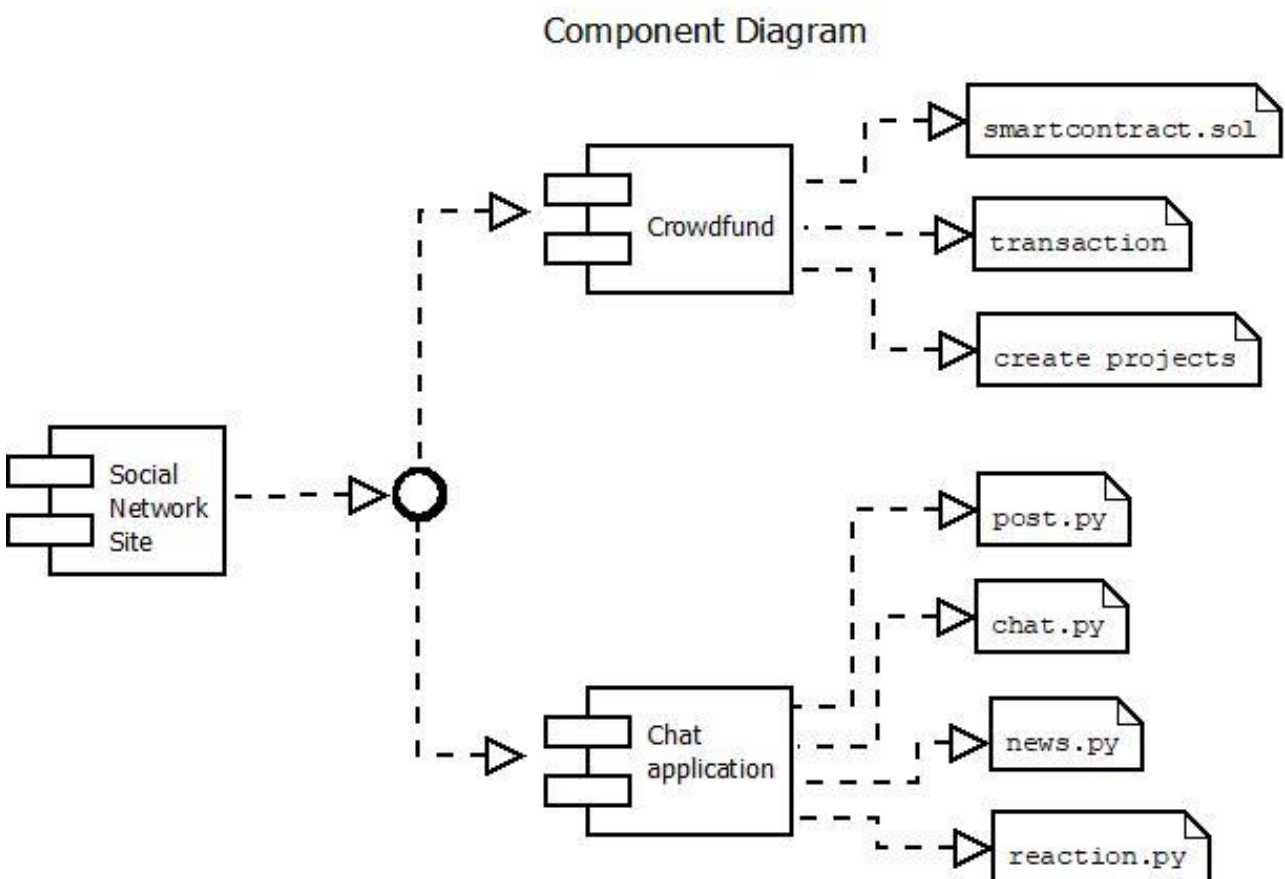 Component Diagram
smartcontract.sol
Crowdfund
transaction
create projects
Social
Network
Site
post.py
chat.py
Chat
application
news.py
reaction.py